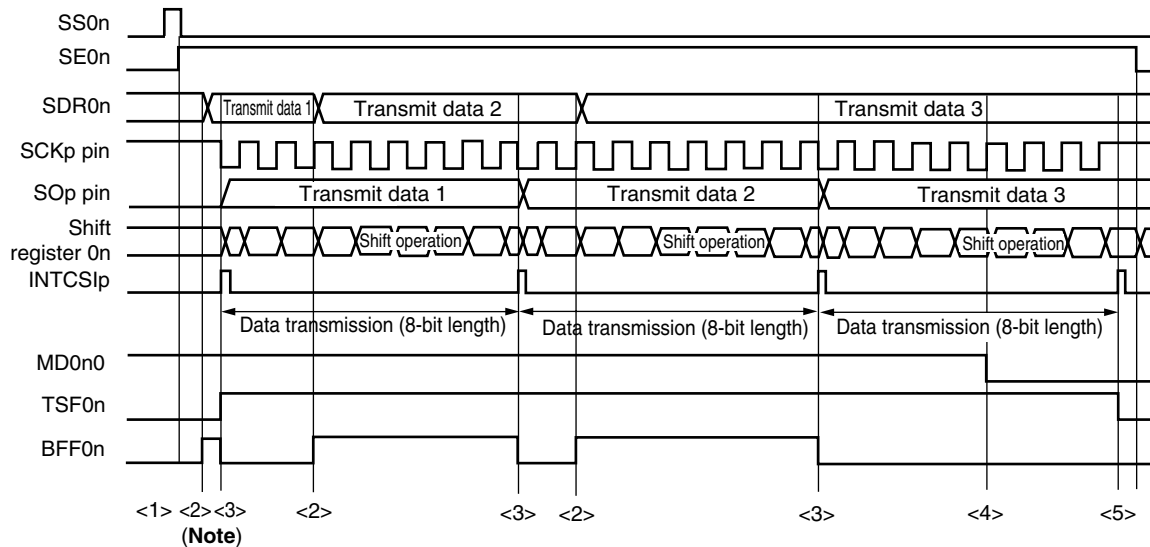 SS0n
SE0n
SDR0n
Transmit data 1
Transmit data 2
Transmit data 3
SCKp pin
SOp pin
Transmit data 1
Transmit data 2
Transmit data 3
Shift
register 0n
Shift operation
Shift operation
Shift operation
INTCSIp
Data transmission (8-bit length)
Data transmission (8-bit length)
Data transmission (8-bit length)
MD0n0
TSF0n
BFF0n
<1> <2> <3> <2> <3> <2> <3> <4> <5>
(Note)